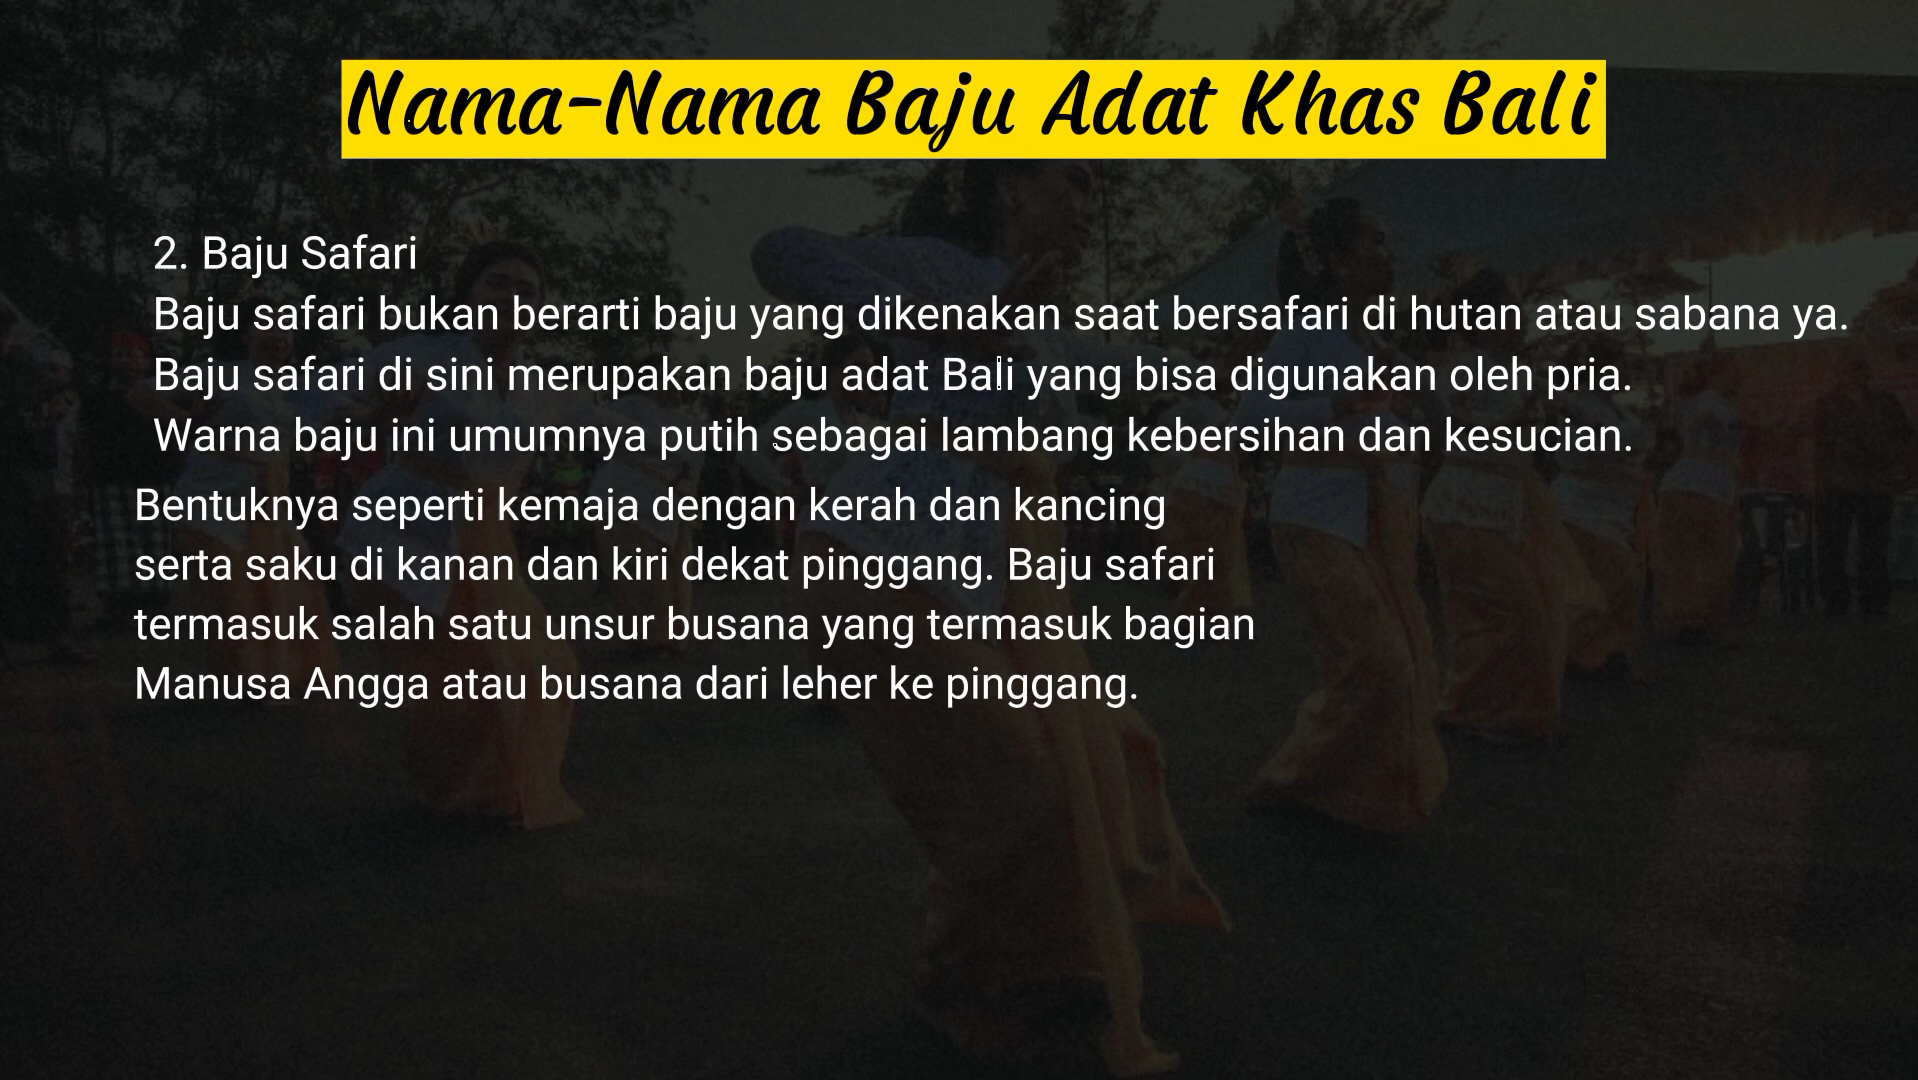 Nama-Nama Baju Adat Khas Bali
2. Baju Safari
Baju safari bukan berarti baju yang dikenakan saat bersafari di hutan atau sabana ya.
Baju safari di sini merupakan baju adat Bali yang bisa digunakan oleh pria.
Warna baju ini umumnya putih sebagai lambang kebersihan dan kesucian.
Bentuknya seperti kemaja dengan kerah dan kancing
serta saku di kanan dan kiri dekat pinggang. Baju safari
termasuk salah satu unsur busana yang termasuk bagian
Manusa Angga atau busana dari leher ke pinggang.